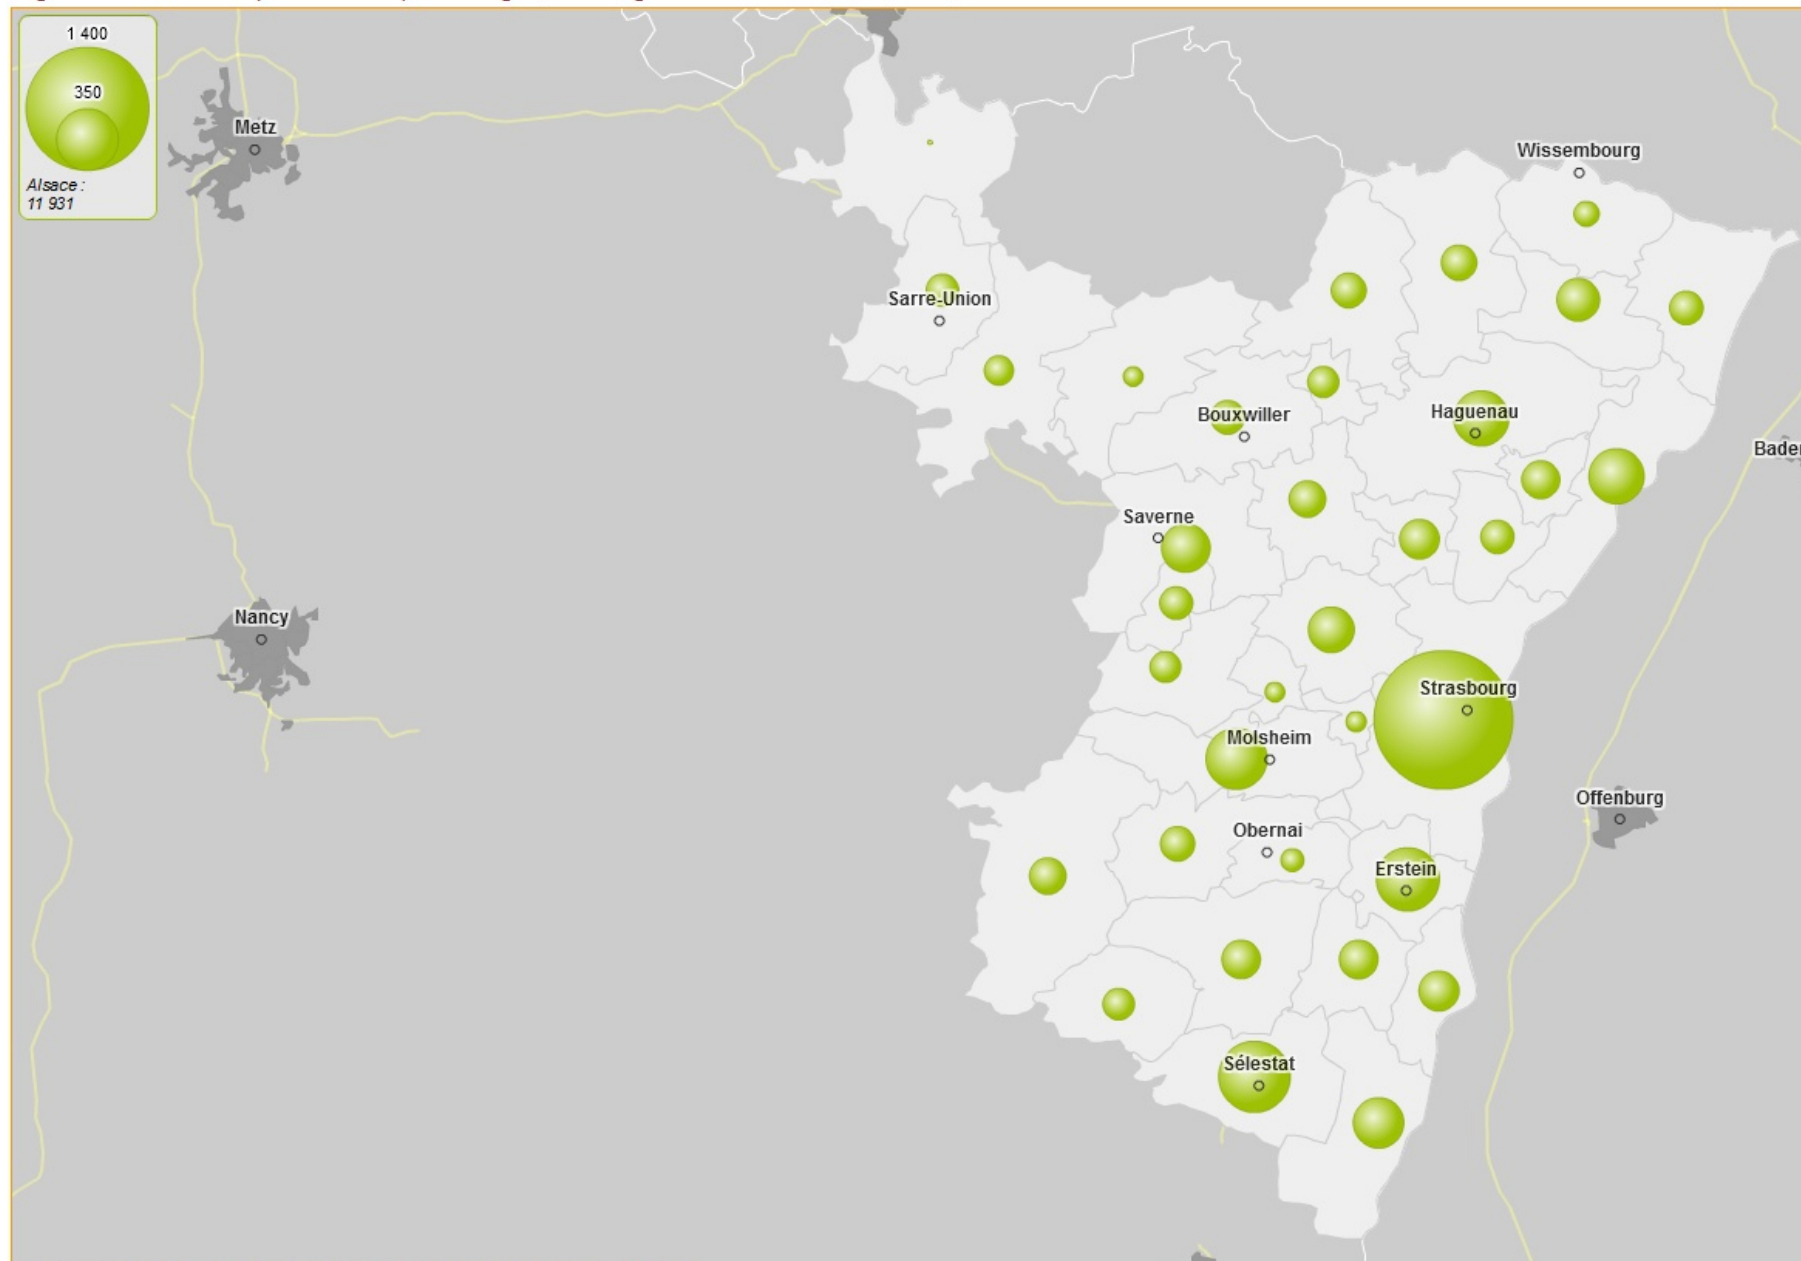 1 400
350
Alsace :
11 931
Metz
Wissembourg
Sarre-Union
Bouxwiller
Haguenau
Baden
Saverne
Nancy
Strasbourg
Molsheim
Offenburg
Obernai
Erstein
Sélestat